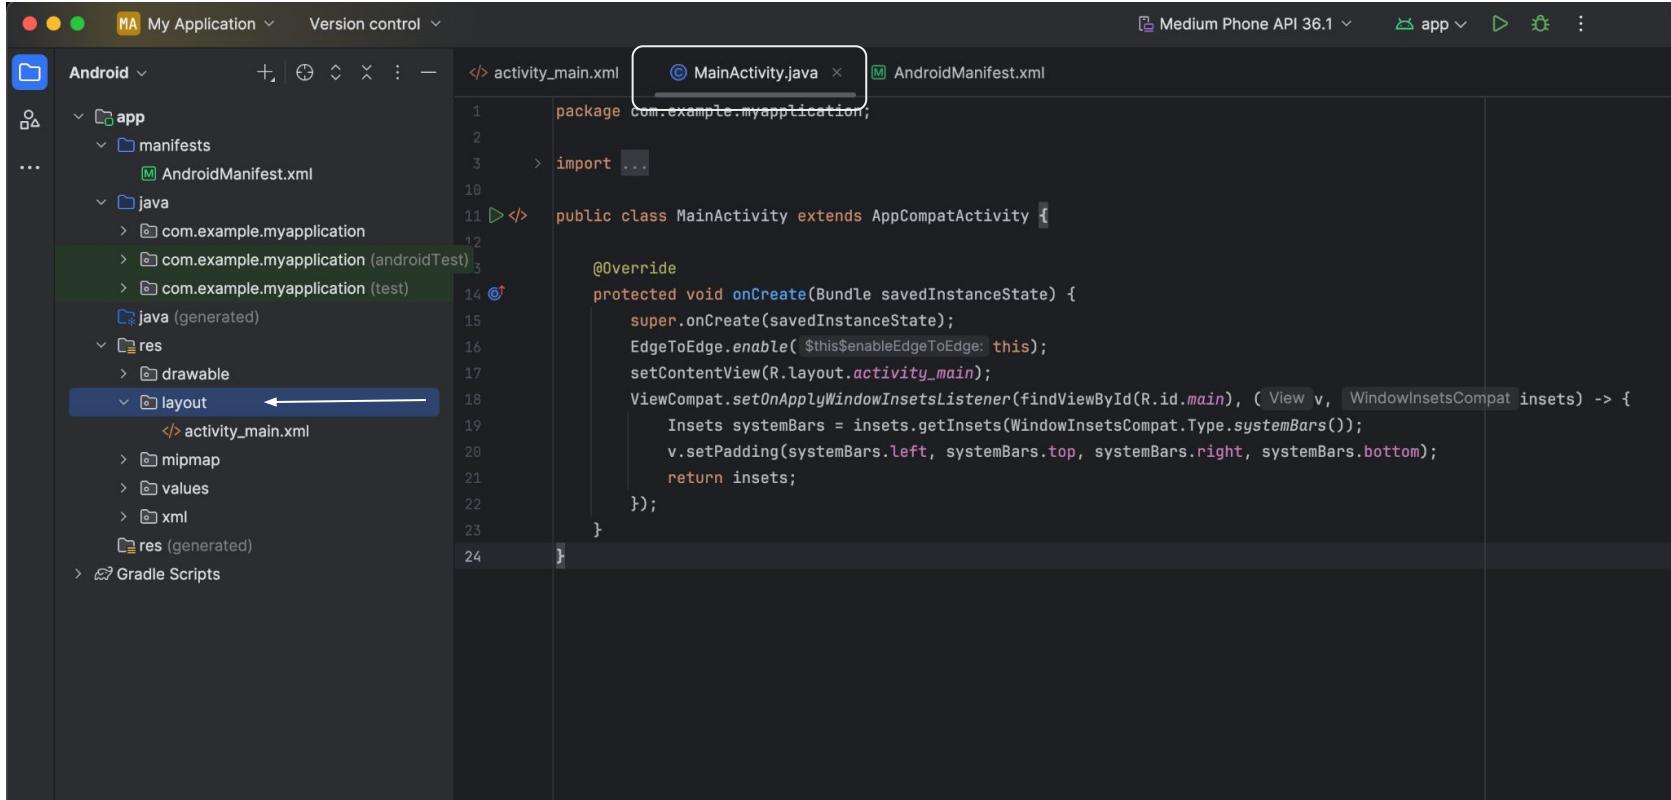 MA My Application Version control Medium Phone API 36.1 app
Android
activity_main.xml MainActivity.java AndroidManifest.xml
app
manifests
AndroidManifest.xml
java
com.example.myapplication
com.example.myapplication (androidTest)
com.example.myapplication (test)
java (generated)
res
drawable
layout
activity_main.xml
mipmap
values
xml
res (generated)
Gradle Scripts
1 package com.example.myapplication;
2
3 import ...
10
11 public class MainActivity extends AppCompatActivity {
12
3 @Override
14 protected void onCreate(Bundle savedInstanceState) {
15 super.onCreate(savedInstanceState);
16 EdgeToEdge.enable( $this$enableEdgeToEdge: this);
17 setContentView(R.layout.activity_main);
18 ViewCompat.setOnApplyWindowInsetsListener(findViewById(R.id.main), ( View v, WindowInsetsCompat insets) -> {
19 Insets systemBars = insets.getInsets(WindowInsetsCompat.Type.systemBars());
20 v.setPadding(systemBars.left, systemBars.top, systemBars.right, systemBars.bottom);
21 return insets;
22 });
23 }
24 }